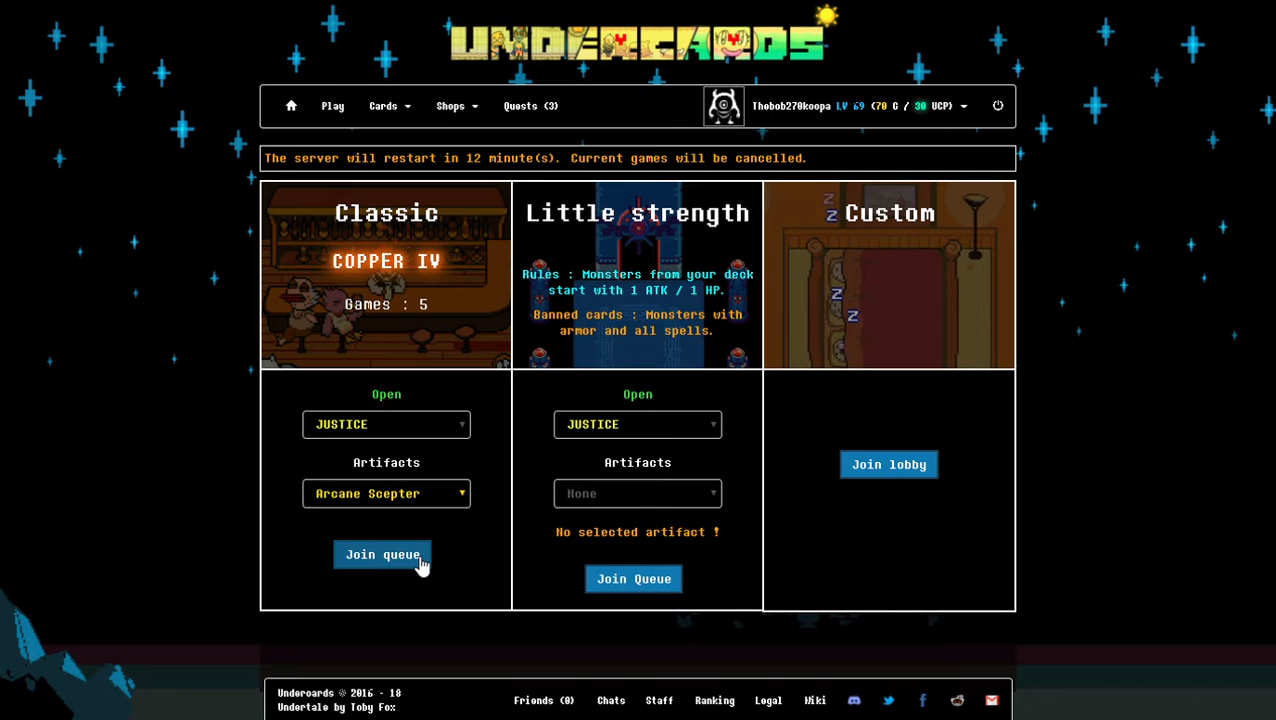 UNDERCARDS
Play Cards Shops Quests (3) Thebob270koopa LV 69 (70 G / 30 UCP)
The server will restart in 12 minute(s). Current games will be cancelled.
Classic
COPPER IV
Games : 5
Open
JUSTICE
Artifacts
Arcane Scepter
Join queue
Little strength
Rules : Monsters from your deck
start with 1 ATK / 1 HP.
Banned cards : Monsters with
armor and all spells.
Open
JUSTICE
Artifacts
None
No selected artifact !
Join Queue
Z
Z
Custom
Z
Z
Join lobby
Undercards © 2016 - 18
Undertale by Toby Fox
Friends (0) Chats Staff Ranking Legal Wiki